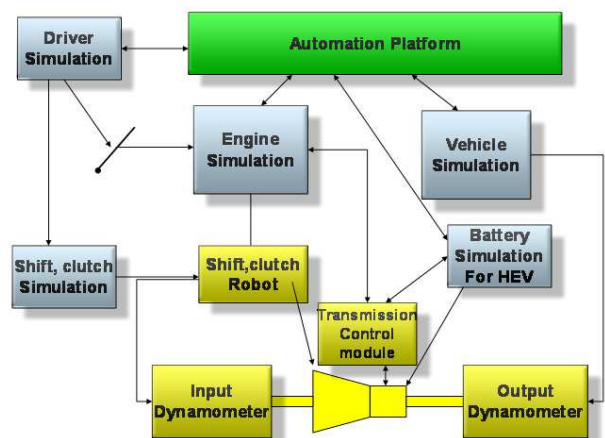 Driver
Simulation
Automation Platform
Engine
Simulation
Vehicle
Simulation
Shift, clutch
Simulation
Shift,clutch
Robot
Battery
Simulation
For HEV
Transmission
Control
module
Input
Dynamometer
Output
Dynamometer